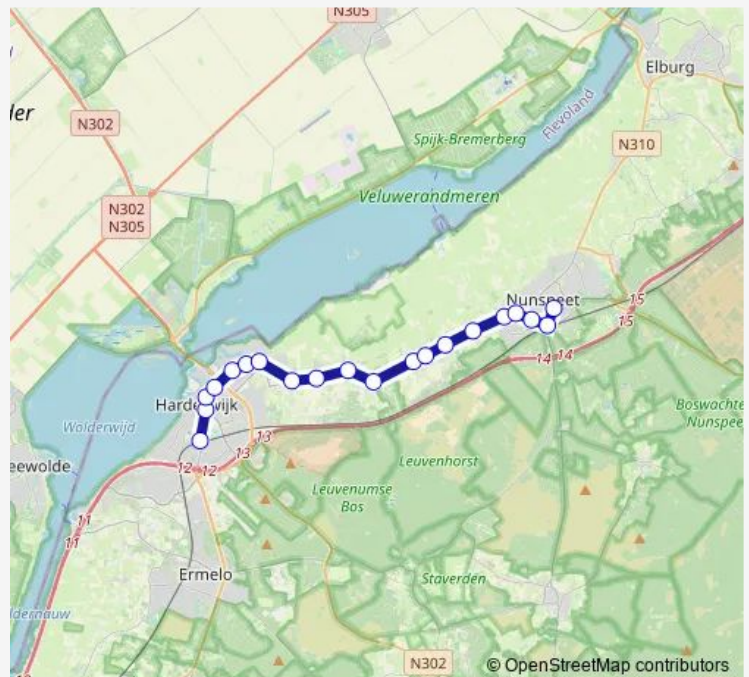 N305
Elburg
ler
N302
Flevoland
Spijk-Bremerberg
N310
Veluwerandmeren
N302
N305
Nunspeet
15
15
14 14
Harderwijk
Wolderwijd
13
13
Boswachte
Nunspee
eewolde
12 12
Leuvenhorst
Leuvenumse
Bos
11
11
Ermelo
Staverden
ldernauw
N302
© OpenStreetMap contributors